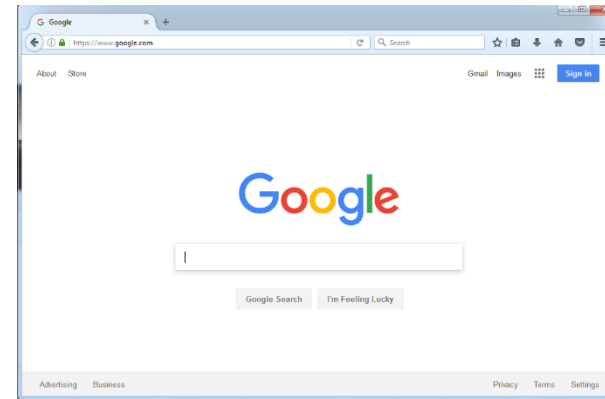 G Google
https://www.google.com
Search
About Store
Gmail Images
Sign in
Google
Google Search I'm Feeling Lucky
Advertising Business
Privacy Terms Settings